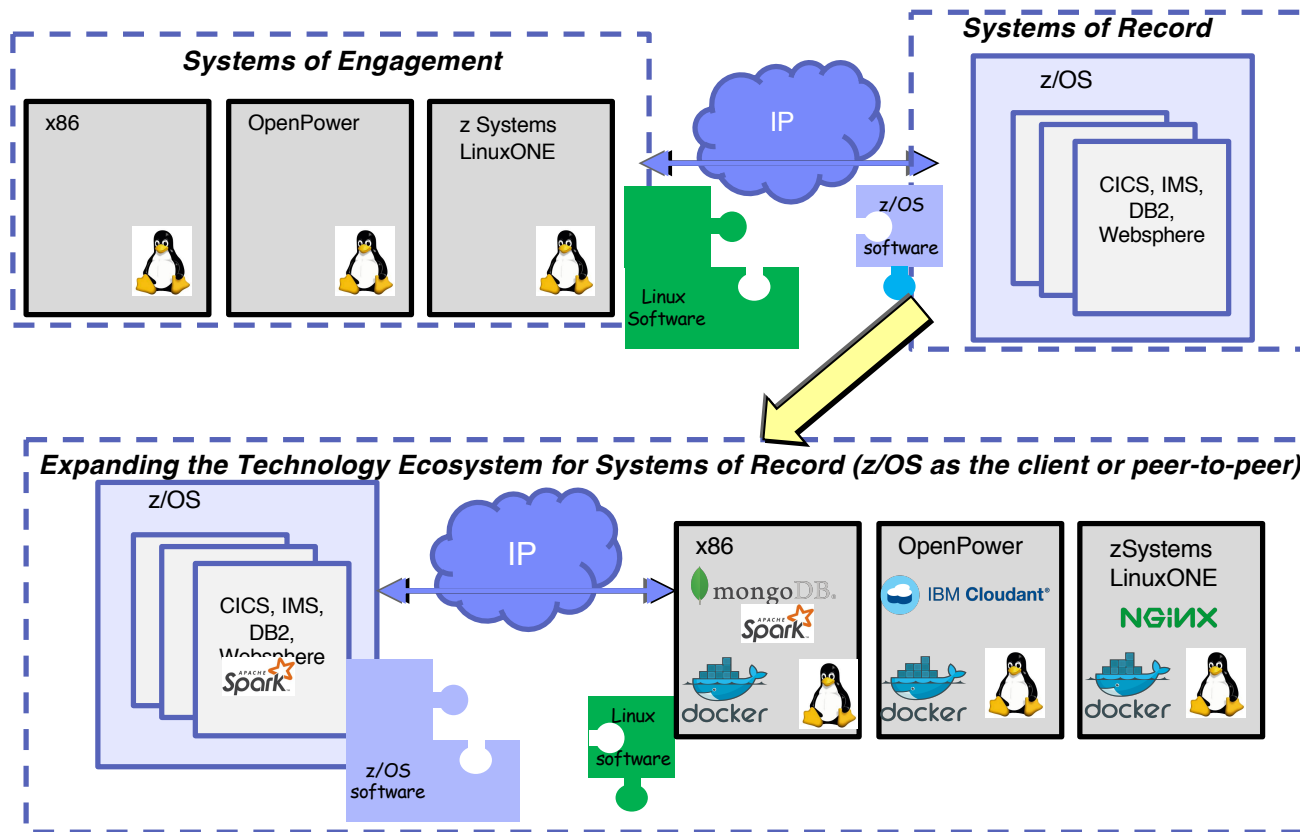 Systems of Engagement
x86
OpenPower
z Systems
LinuxONE
IP
Linux
Software
z/OS
software
Systems of Record
z/OS
CICS, IMS,
DB2,
Websphere
Expanding the Technology Ecosystem for Systems of Record (z/OS as the client or peer-to-peer)
z/OS
CICS, IMS,
DB2,
Websphere
APACHE
Spark™
z/OS
software
IP
Linux
software
x86
mongoDB.
APACHE
Spark™
docker
OpenPower
IBM Cloudant®
docker
zSystems
LinuxONE
NGiNX
docker